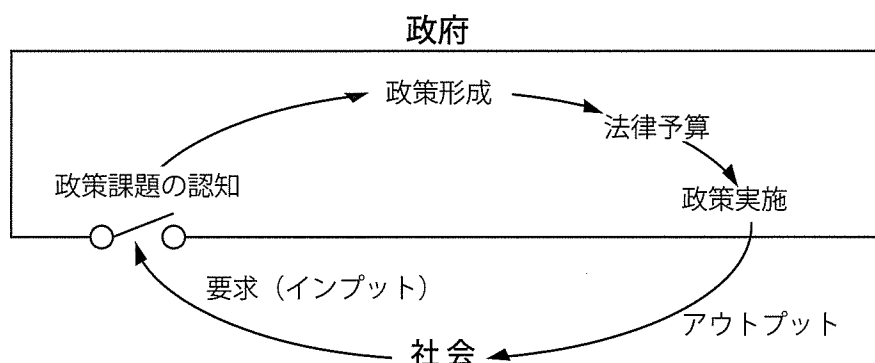 政府
政策形成
法律予算
政策課題の認知
政策実施
要求（インプット）
アウトプット
社会